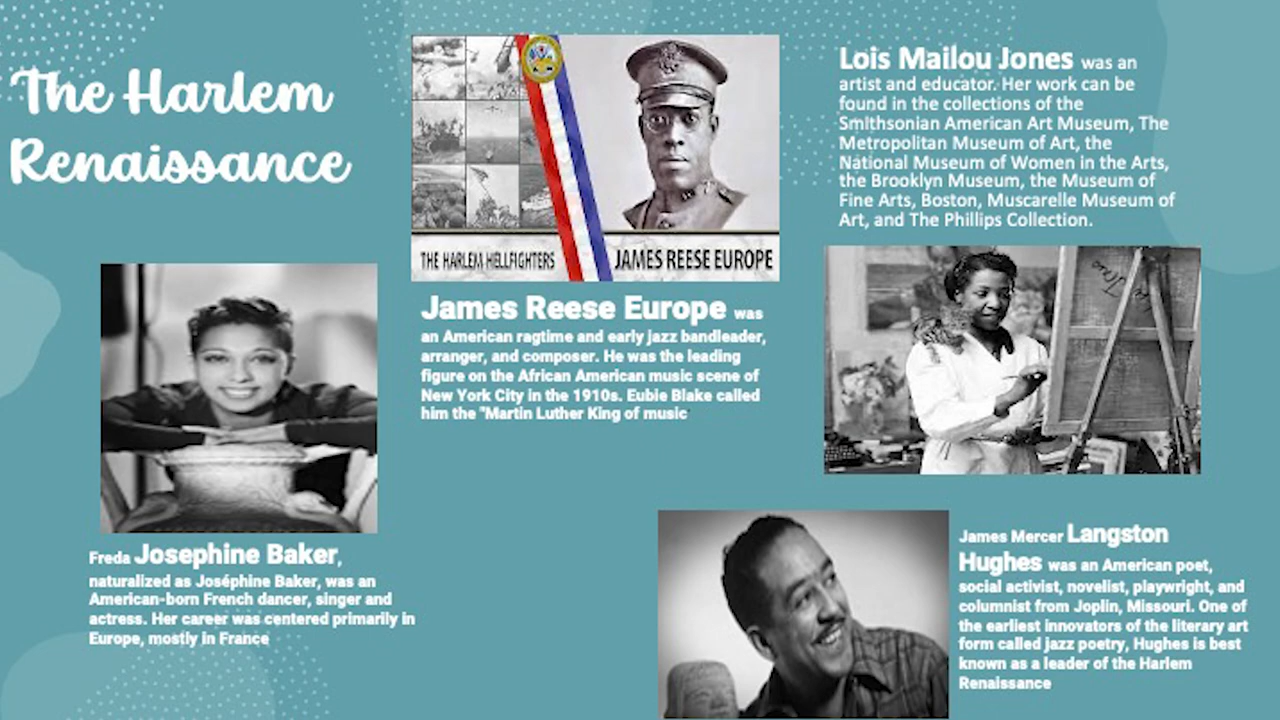 The Harlem
Renaissance
THE HARLEM HELLFIGHTERS
JAMES REESE EUROPE
James Reese Europe was
an American ragtime and early jazz bandleader,
arranger, and composer. He was the leading
figure on the African American music scene of
New York City in the 1910s. Eubie Blake called
him the "Martin Luther King of music
Lois Mailou Jones was an
artist and educator. Her work can be
found in the collections of the
Smithsonian American Art Museum, The
Metropolitan Museum of Art, the
National Museum of Women in the Arts,
the Brooklyn Museum, the Museum of
Fine Arts, Boston, Muscarelle Museum of
Art, and The Phillips Collection.
Freda Josephine Baker,
naturalized as Joséphine Baker, was an
American-born French dancer, singer and
actress. Her career was centered primarily in
Europe, mostly in France
James Mercer Langston
Hughes was an American poet,
social activist, novelist, playwright, and
columnist from Joplin, Missouri. One of
the earliest innovators of the literary art
form called jazz poetry, Hughes is best
known as a leader of the Harlem
Renaissance